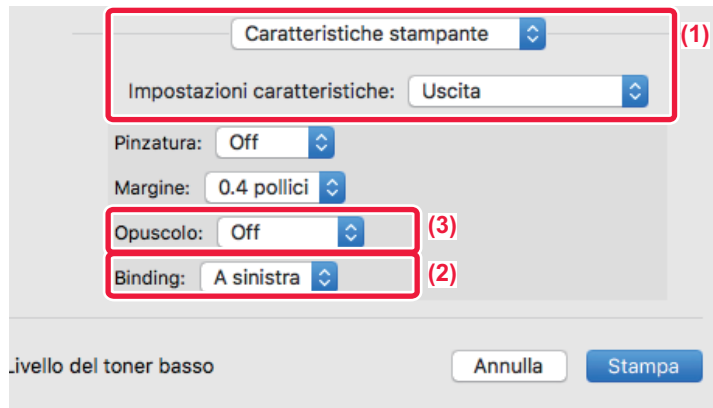 Caratteristiche stampante (1)
Impostazioni caratteristiche: Uscita
Pinzatura: Off
Margine: 0.4 pollici
Opuscolo: Off (3)
Binding: A sinistra (2)
Livello del toner basso Annulla Stampa